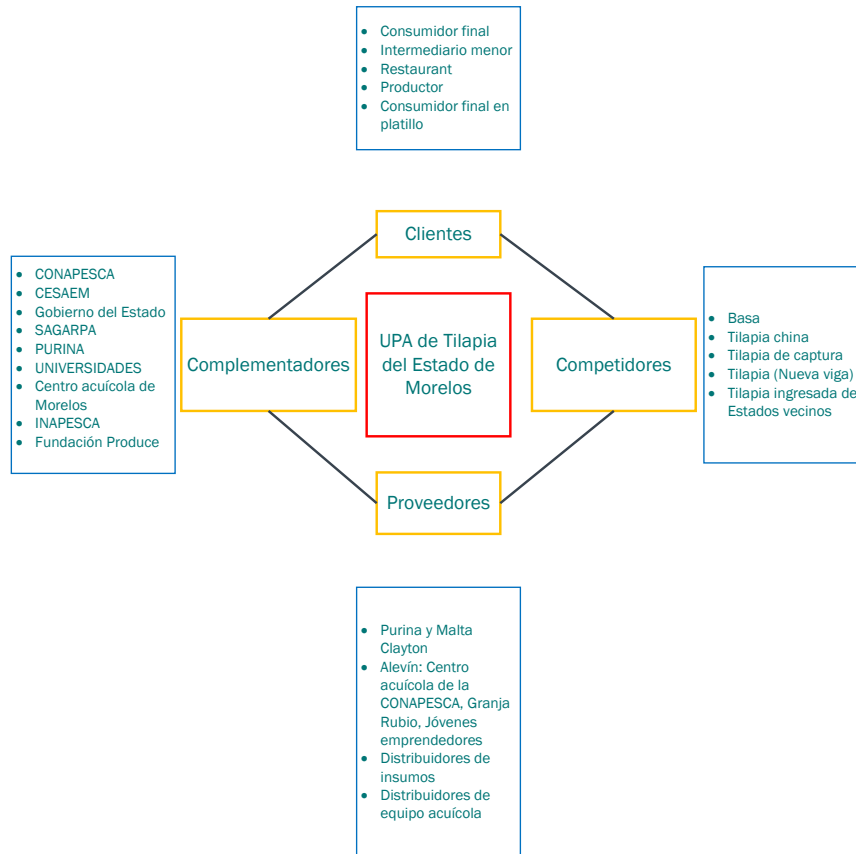 • Consumidor final
• Intermediario menor
• Restaurant
• Productor
• Consumidor final en
platillo
Clientes
• CONAPESCA
• CESAEM
• Gobierno del Estado
• SAGARPA
• PURINA
• UNIVERSIDADES
• Centro acuícola de
Morelos
• INAPESCA
• Fundación Produce
Complementadores
UPA de Tilapia
del Estado de
Morelos
Competidores
• Basa
• Tilapia china
• Tilapia de captura
• Tilapia (Nueva viga)
• Tilapia ingresada de
Estados vecinos
Proveedores
• Purina y Malta
Clayton
• Alevín: Centro
acuícola de la
CONAPESCA, Granja
Rubio, Jóvenes
emprendedores
• Distribuidores de
insumos
• Distribuidores de
equipo acuícola